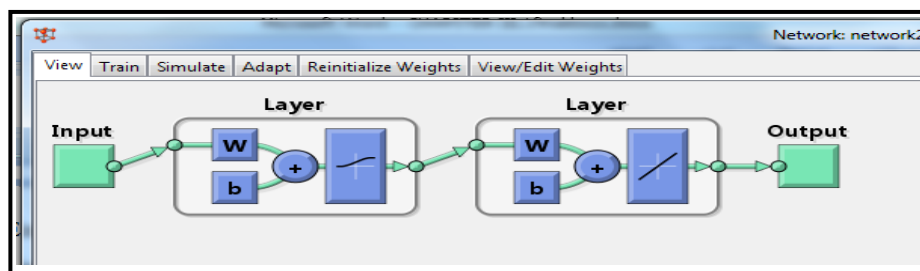 Network: network2
View Train Simulate Adapt Reinitialize Weights View/Edit Weights
Layer Layer
Input Output
W W
+ +
b b